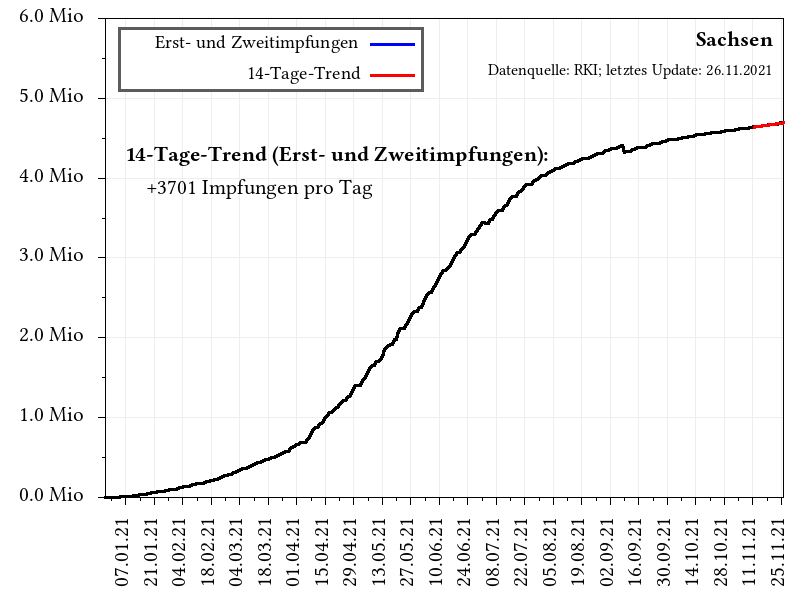 6.0 Mio
5.0 Mio
4.0 Mio
3.0 Mio
2.0 Mio
1.0 Mio
0.0 Mio
Erst- und Zweitimpfungen
14-Tage-Trend
Sachsen
Datenquelle: RKI; letztes Update: 26.11.2021
14-Tage-Trend (Erst- und Zweitimpfungen):
+3701 Impfungen pro Tag
07.01.21
21.01.21
04.02.21
18.02.21
04.03.21
18.03.21
01.04.21
15.04.21
29.04.21
13.05.21
27.05.21
10.06.21
24.06.21
08.07.21
22.07.21
05.08.21
19.08.21
02.09.21
16.09.21
30.09.21
14.10.21
28.10.21
11.11.21
25.11.21